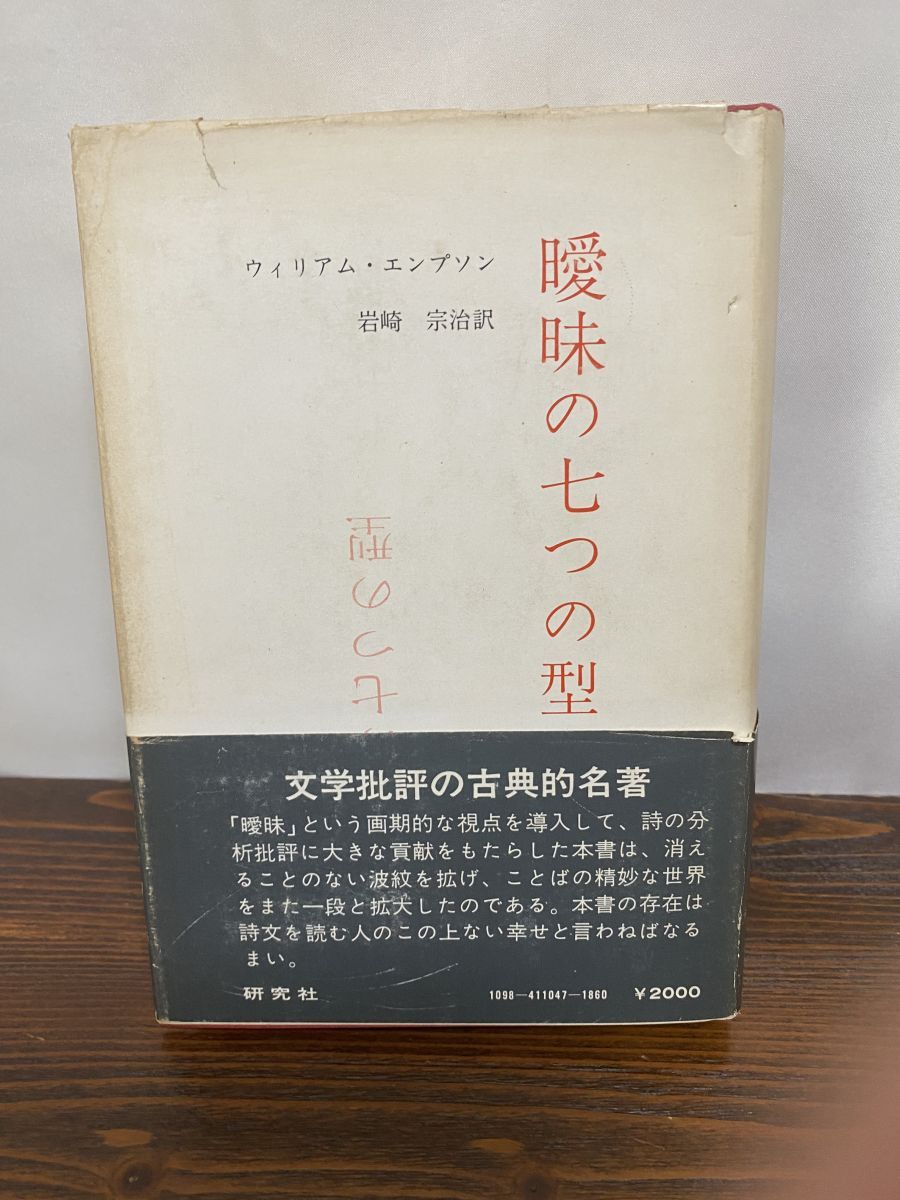 曖昧の七つの型
ウィリアム・エンプソン
岩崎 宗治訳
七つの型
文学批評の古典的名著
「曖昧」という画期的な視点を導入して、詩の分
析批評に大きな貢献をもたらした本書は、消え
ることのない波紋を拡げ、ことばの精妙な世界
をまた一段と拡大したのである。本書の存在は
詩文を読む人のこの上ない幸せと言わねばなる
まい。
研究社
1098-411047-1860 ¥2000